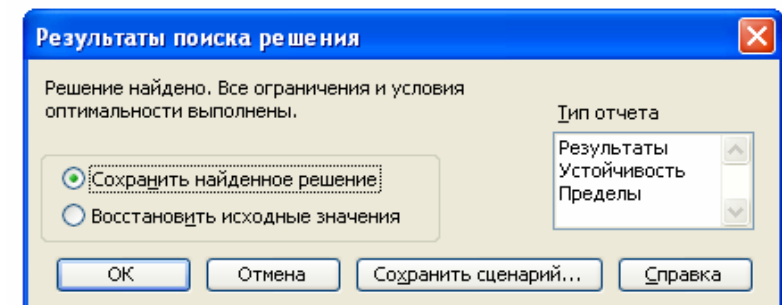 Результаты поиска решения
Решение найдено. Все ограничения и условия
оптимальности выполнены.
Тип отчета
Результаты
Устойчивость
Пределы
Сохранить найденное решение
Восстановить исходные значения
ОК
Отмена
Сохранить сценарий...
Справка